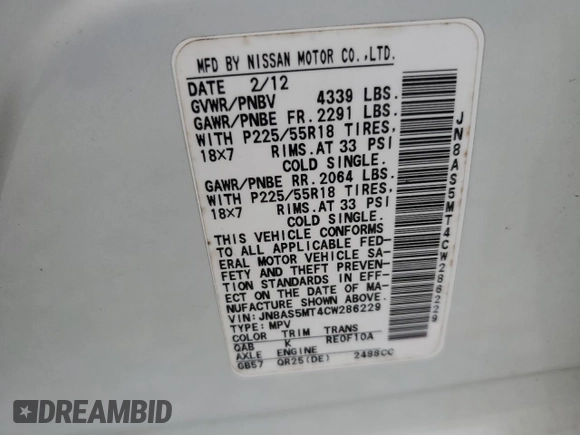 MFD BY NISSAN MOTOR CO.,LTD.
DATE 2/12
GVWR/PNBV 4339 LBS.
GAWR/PNBE FR.2291 LBS.
WITH P225/55R18 TIRES,
18X7 RIMS.AT 33 PSI
COLD SINGLE.
GAWR/PNBE RR.2064 LBS.
WITH P225/55R18 TIRES,
18X7 RIMS.AT 33 PSI
COLD SINGLE.
THIS VEHICLE CONFORMS
TO ALL APPLICABLE FED-
ERAL MOTOR VEHICLE SA-
FETY AND THEFT PREVEN-
TION STANDARDS IN EFF-
ECT ON THE DATE OF MA-
NUFACTURE SHOWN ABOVE.
VIN:JN8AS5MT4CW286229
TYPE:MPV
COLOR TRIM TRANS
QAB K RE0F10A
AXLE ENGINE
GB57 QR25(DE) 2488CC
JN8AS5MT4CW286229
DREAMBID